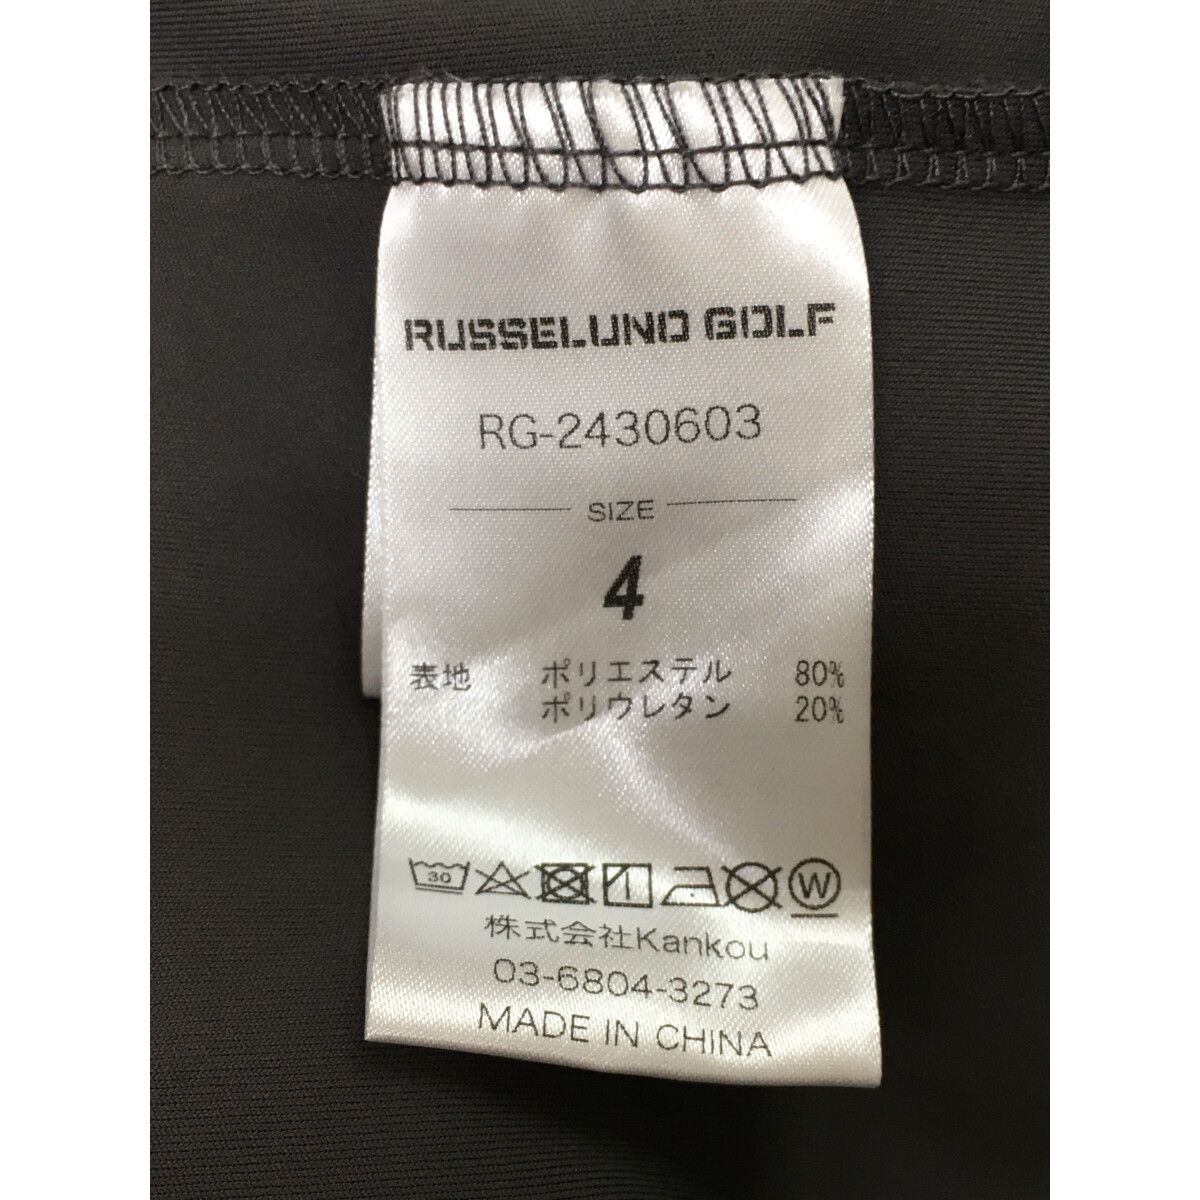 RUSSELUNO GOLF
RG-2430603
SIZE
4
表地 ポリエステル 80%
ポリウレタン 20%
30 W
株式会社Kankou
03-6804-3273
MADE IN CHINA